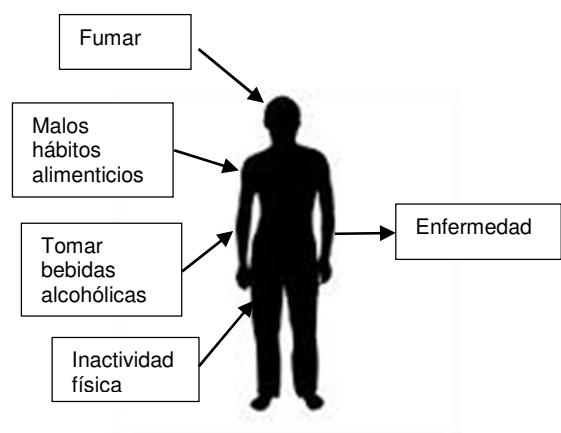 Fumar
Malos
hábitos
alimenticios
Tomar
bebidas
alcohólicas
Inactividad
física
Enfermedad